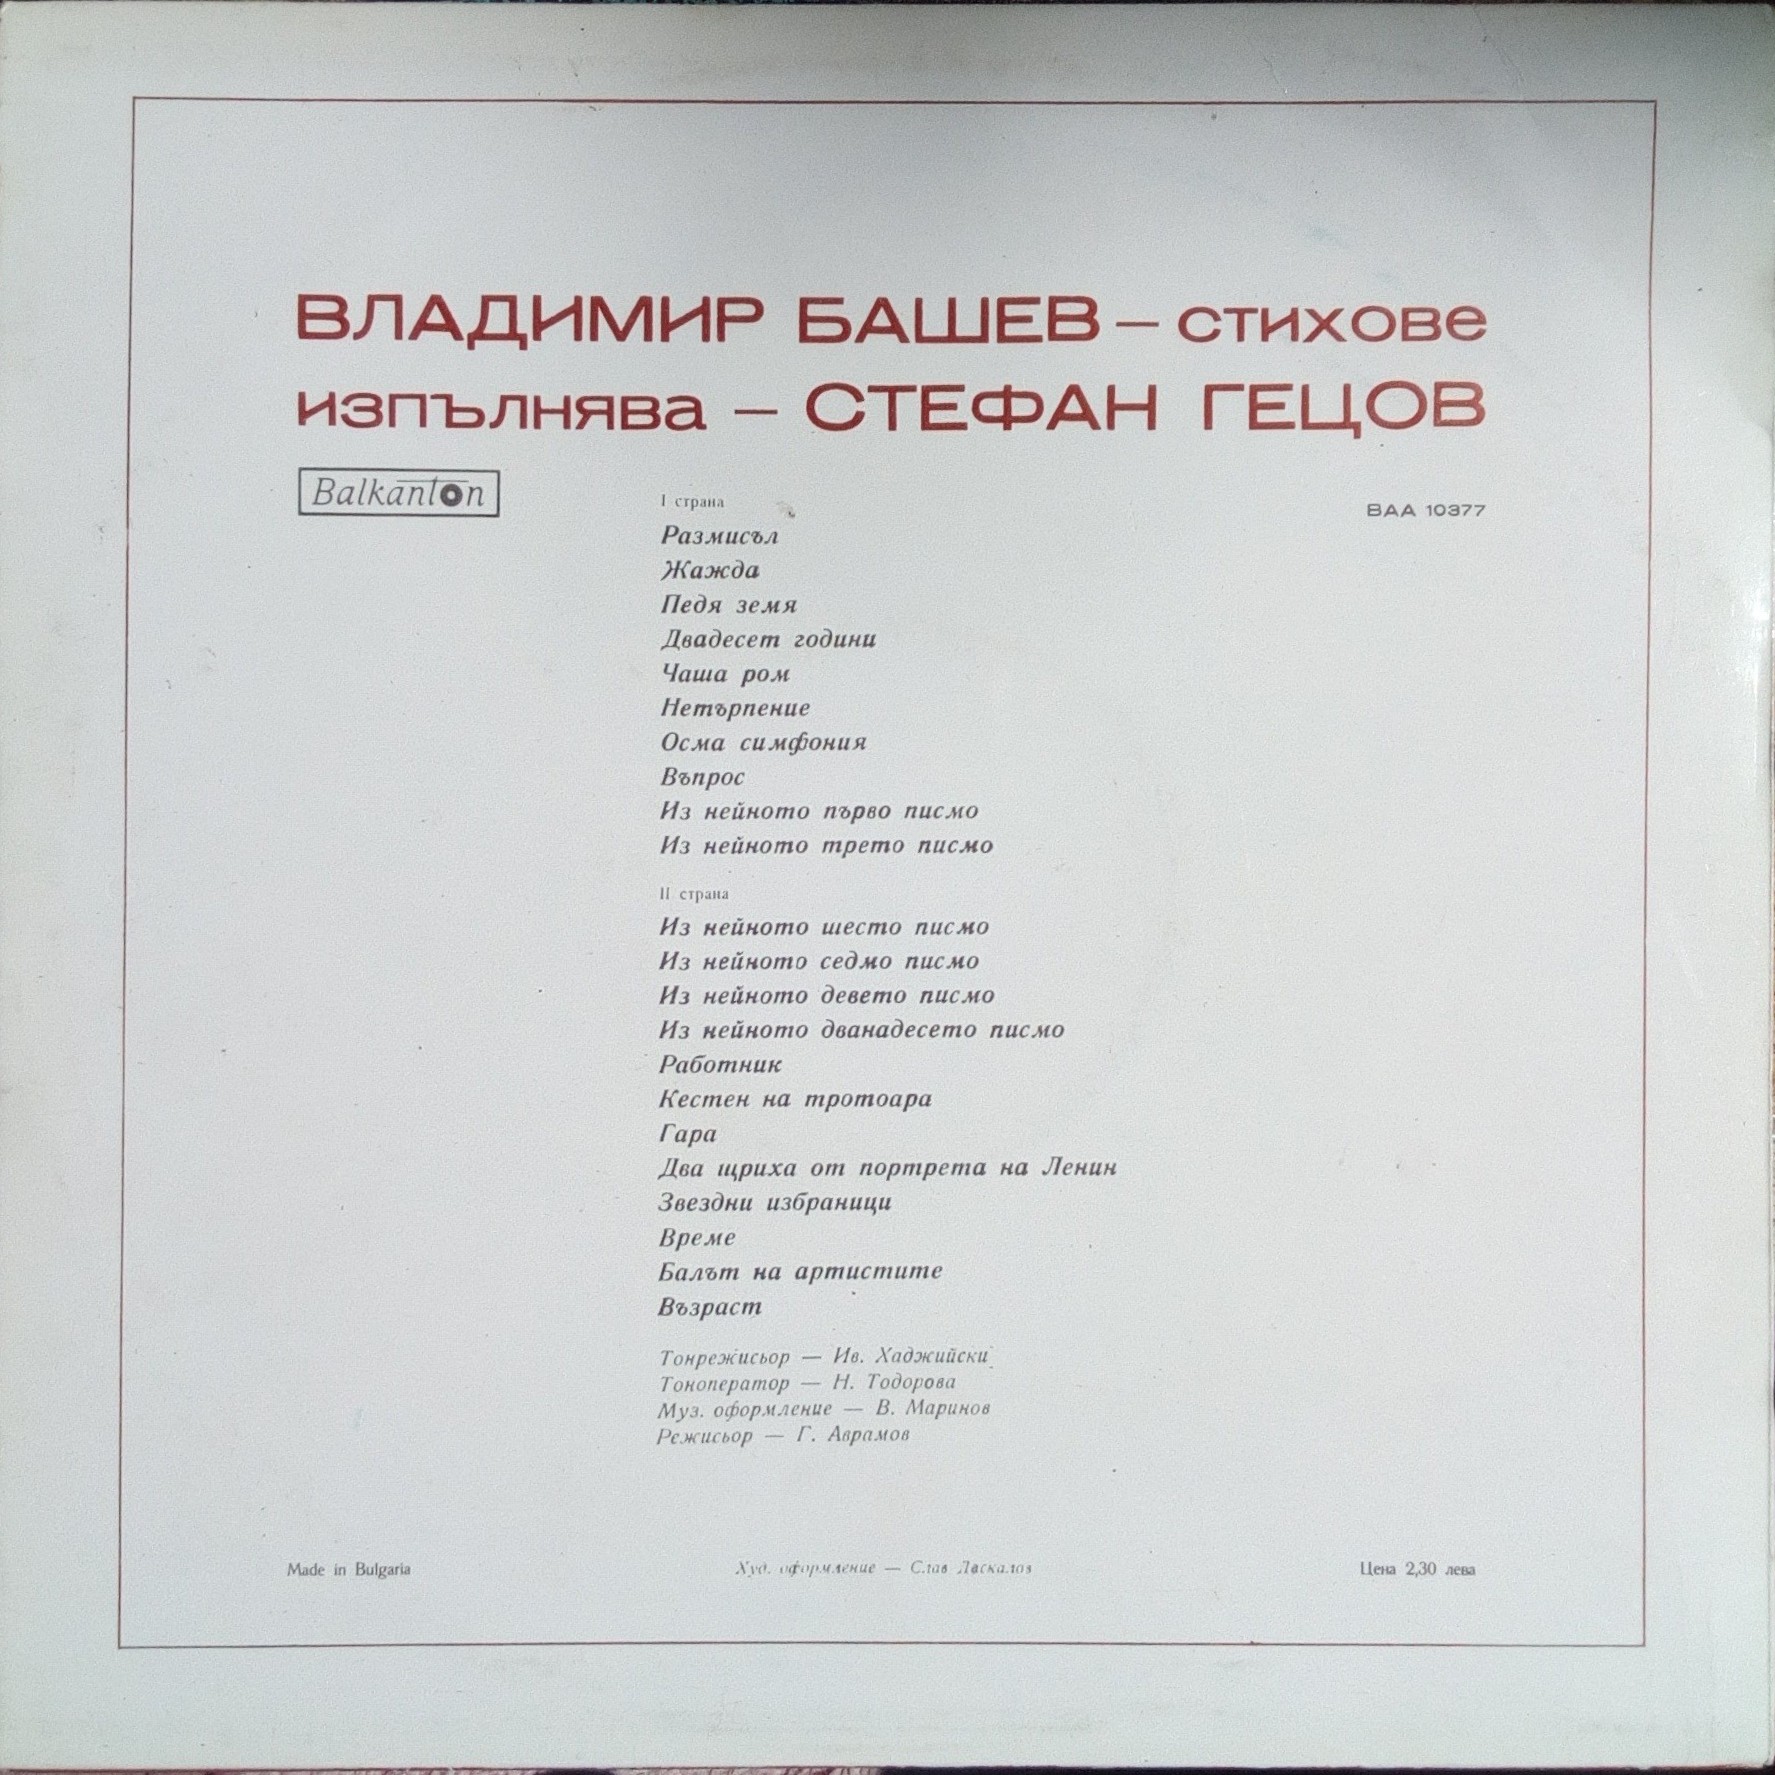 ВЛАДИМИР БАШЕВ – стихове
изпълнява – СТЕФАН ГЕЦОВ
Balkanton
ВАА 10377
I страна
Размисъл
Жажда
Педя земя
Двадесет години
Чаша ром
Нетърпение
Осма симфония
Въпрос
Из нейното първо писмо
Из нейното трето писмо
II страна
Из нейното шесто писмо
Из нейното седмо писмо
Из нейното девето писмо
Из нейното дванадесето писмо
Работник
Кестен на тротоара
Гара
Два щриха от портрета на Ленин
Звездни избраници
Време
Балът на артистите
Възраст
Тонрежисьор — Ив. Хаджийски
Тоноператор — Н. Тодорова
Муз. оформление — В. Маринов
Режисьор — Г. Аврамов
Made in Bulgaria
Худ. оформление — Слав Даскалов
Цена 2,30 лева